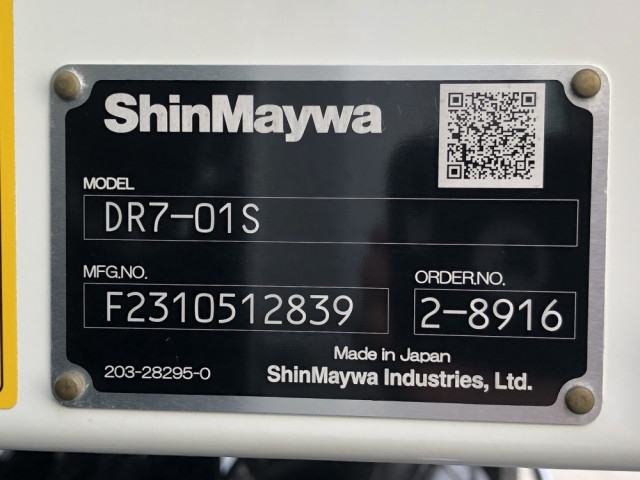 ShinMaywa
MODEL
DR7-01S
MFG.NO.
F2310512839
ORDER.NO.
2-8916
Made in Japan
203-28295-0
ShinMaywa Industries, Ltd.